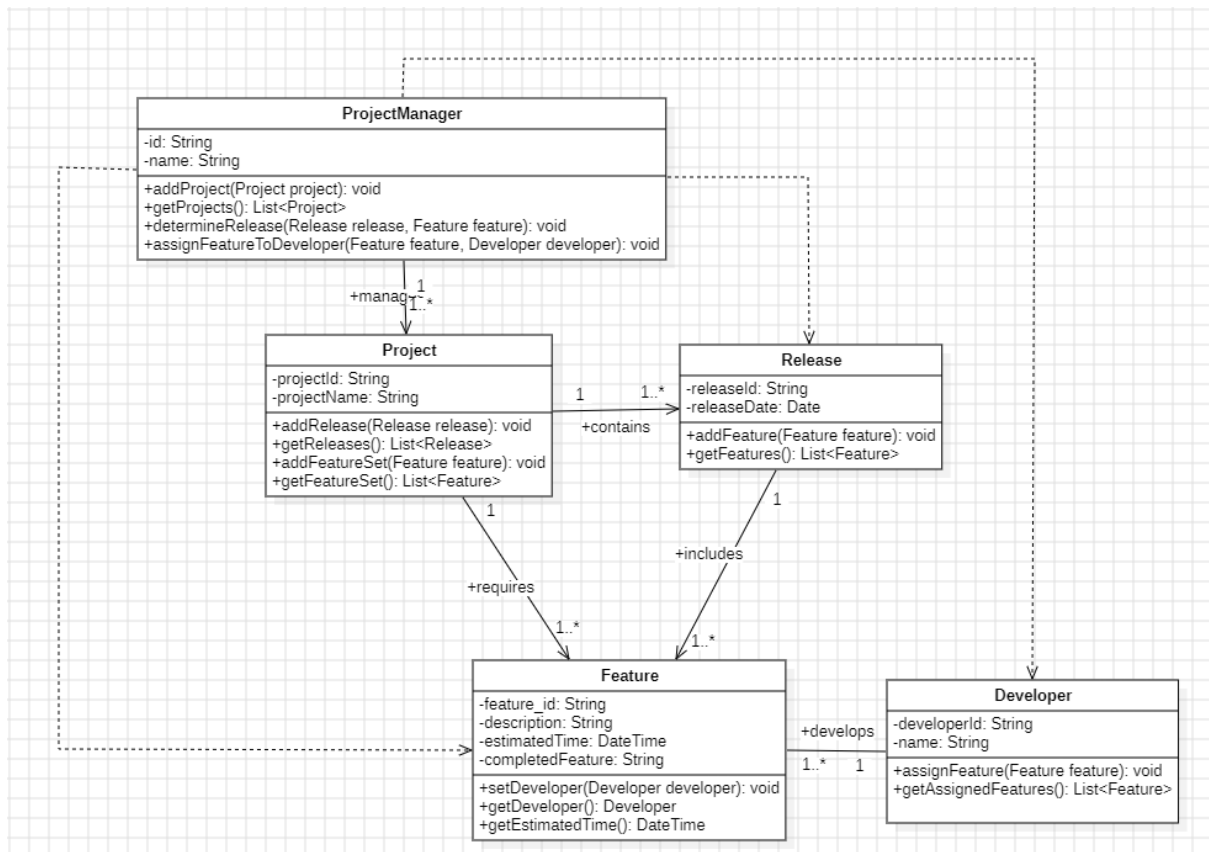 ProjectManager
-id: String
-name: String
+addProject(Project project): void
+getProjects(): List<Project>
+determineRelease(Release release, Feature feature): void
+assignFeatureToDeveloper(Feature feature, Developer developer): void
1
1..*
Project
-projectId: String
-projectName: String
+addRelease(Release release): void
+getReleases(): List<Release>
+addFeatureSet(Feature feature): void
+getFeatureSet(): List<Feature>
1
1..*
+contains
Release
-releaseId: String
-releaseDate: Date
+addFeature(Feature feature): void
+getFeatures(): List<Feature>
1
+requires
1..*
1
+includes
1..*
Feature
-feature_id: String
-description: String
-estimatedTime: DateTime
-completedFeature: String
+setDeveloper(Developer developer): void
+getDeveloper(): Developer
+getEstimatedTime(): DateTime
+develops
1..*
1
Developer
-developerId: String
-name: String
+assignFeature(Feature feature): void
+getAssignedFeatures(): List<Feature>